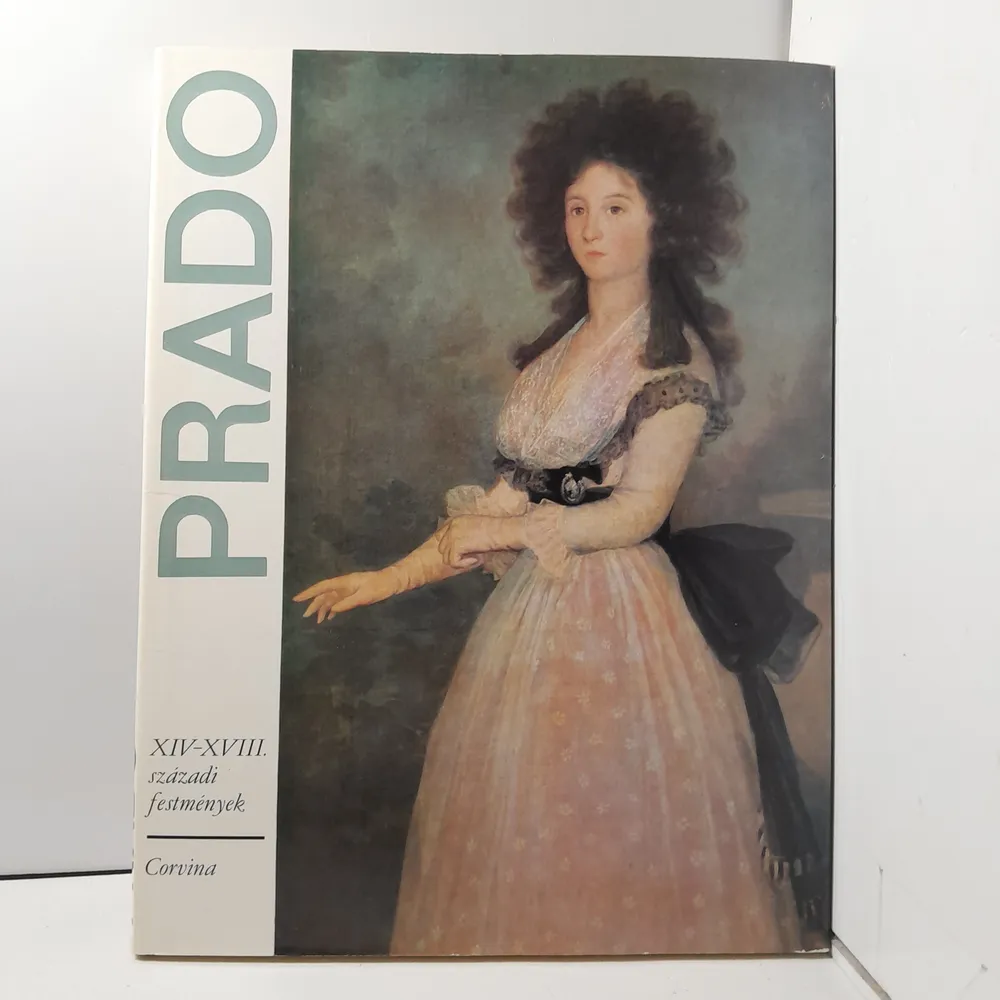 PRADO
XIV-XVIII.
századi
festmények
Corvina